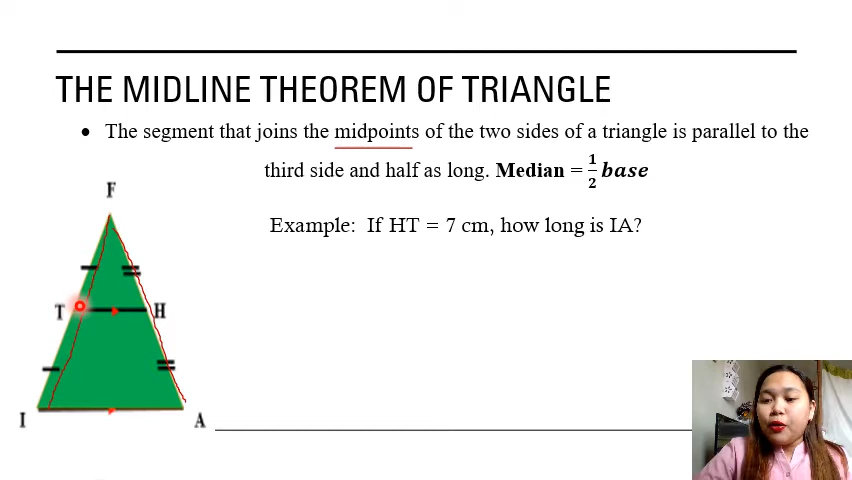 THE MIDLINE THEOREM OF TRIANGLE
• The segment that joins the midpoints of the two sides of a triangle is parallel to the
third side and half as long. Median = 1/2 base
F
Example: If HT = 7 cm, how long is IA?
T H
I A